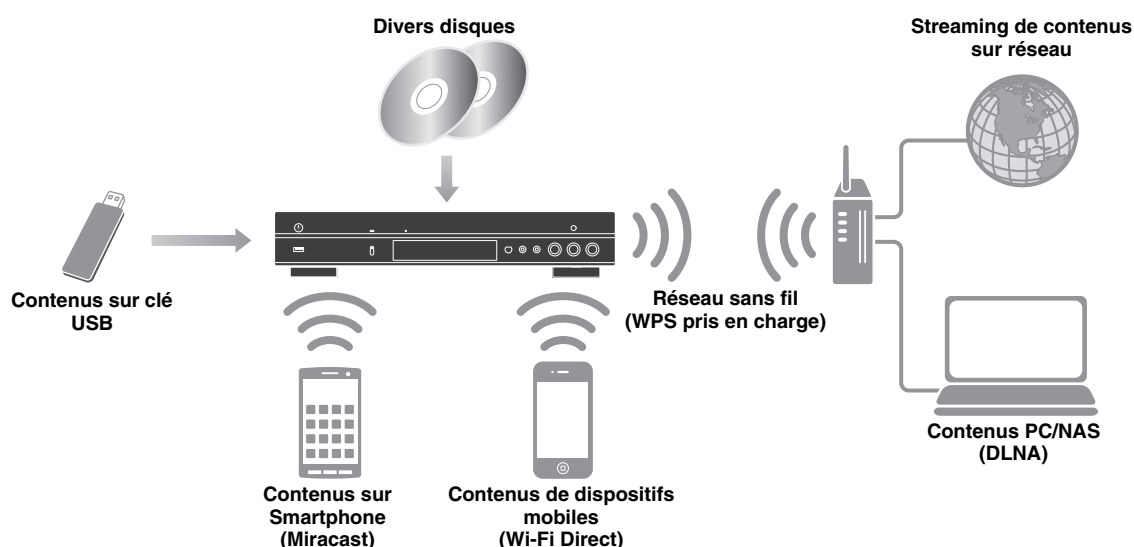 Divers disques
Streaming de contenus
sur réseau
Contenus sur clé
USB
Réseau sans fil
(WPS pris en charge)
Contenus PC/NAS
(DLNA)
Contenus sur
Smartphone
(Miracast)
Contenus de dispositifs
mobiles
(Wi-Fi Direct)